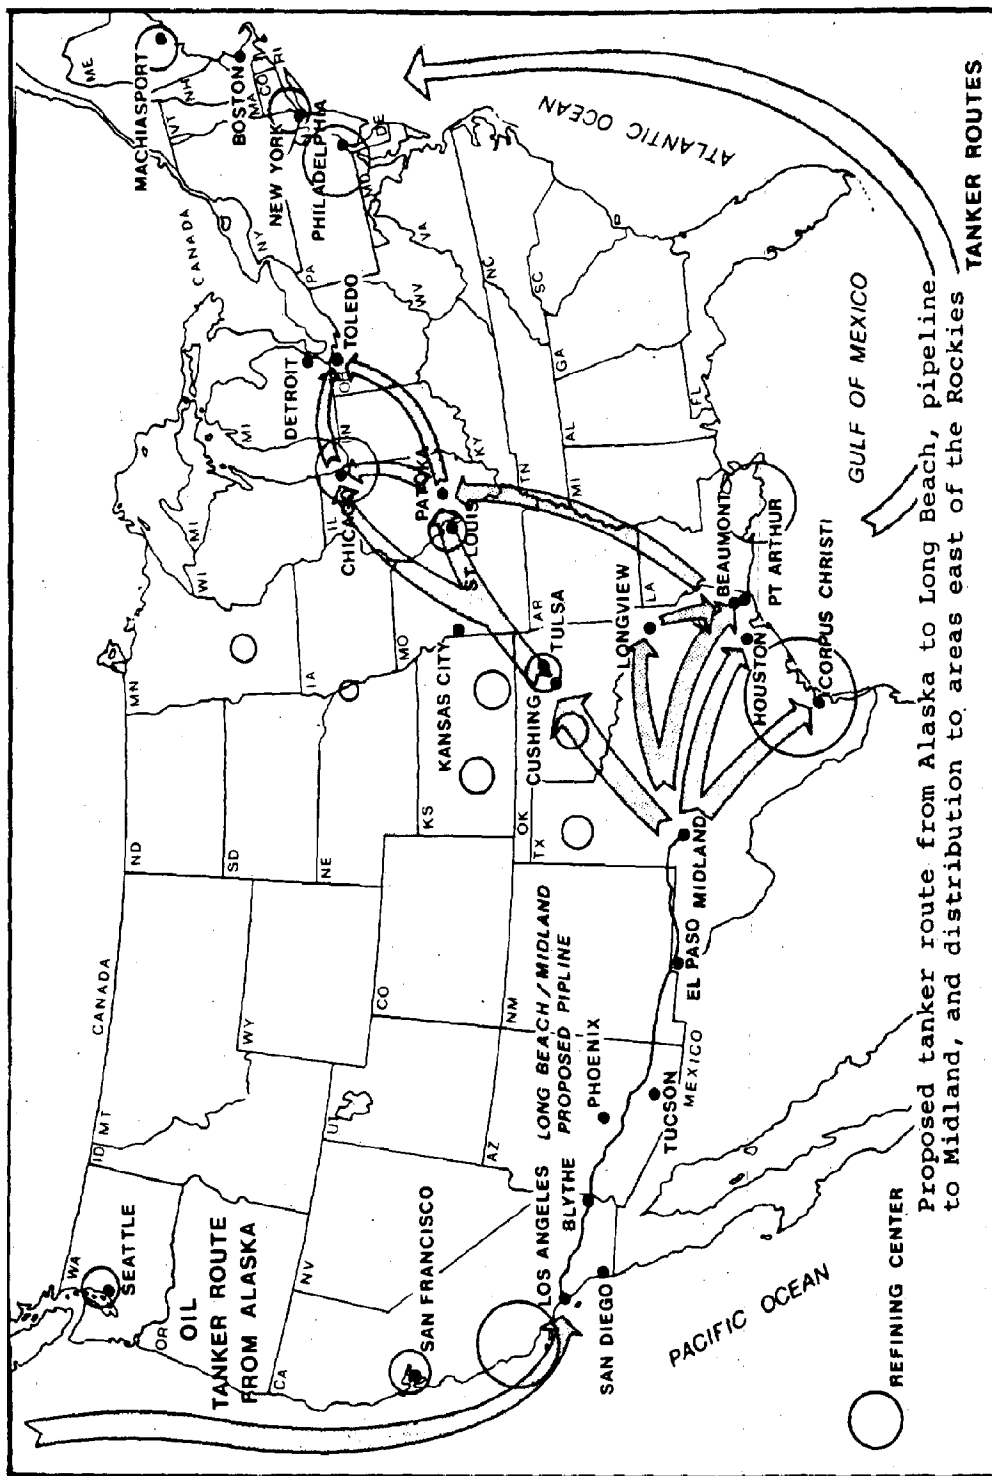 MACHIASPORT
ME
VT
NH
BOSTON
MA
CO
RI
NEW YORK
PHILADELPHIA
DE
MD
CANADA
NY
PA
WV
VA
NC
SC
GA
FL
AL
MI
TN
KY
ATLANTIC OCEAN
TOLEDO
DETROIT
MI
MI
WI
IN
IL
CHICAGO
PATOKA
ST LOUIS
MN
IA
MO
AR
LA
KANSAS CITY
CUSHING
TULSA
LONGVIEW
BEAUMONT
PT ARTHUR
HOUSTON
CORPUS CHRISTI
GULF OF MEXICO
ND
SD
NE
KS
OK
TX
MIDLAND
EL PASO
CANADA
MT
ID
WY
CO
NM
UT
AZ
LONG BEACH/MIDLAND
PROPOSED PIPLINE
PHOENIX
TUCSON
MEXICO
WA
SEATTLE
OR
OIL
TANKER ROUTE
FROM ALASKA
NV
CA
SAN FRANCISCO
LOS ANGELES
BLYTHE
SAN DIEGO
PACIFIC OCEAN
REFINING CENTER
TANKER ROUTES
Proposed tanker route from Alaska to Long Beach, pipeline
to Midland, and distribution to areas east of the Rockies